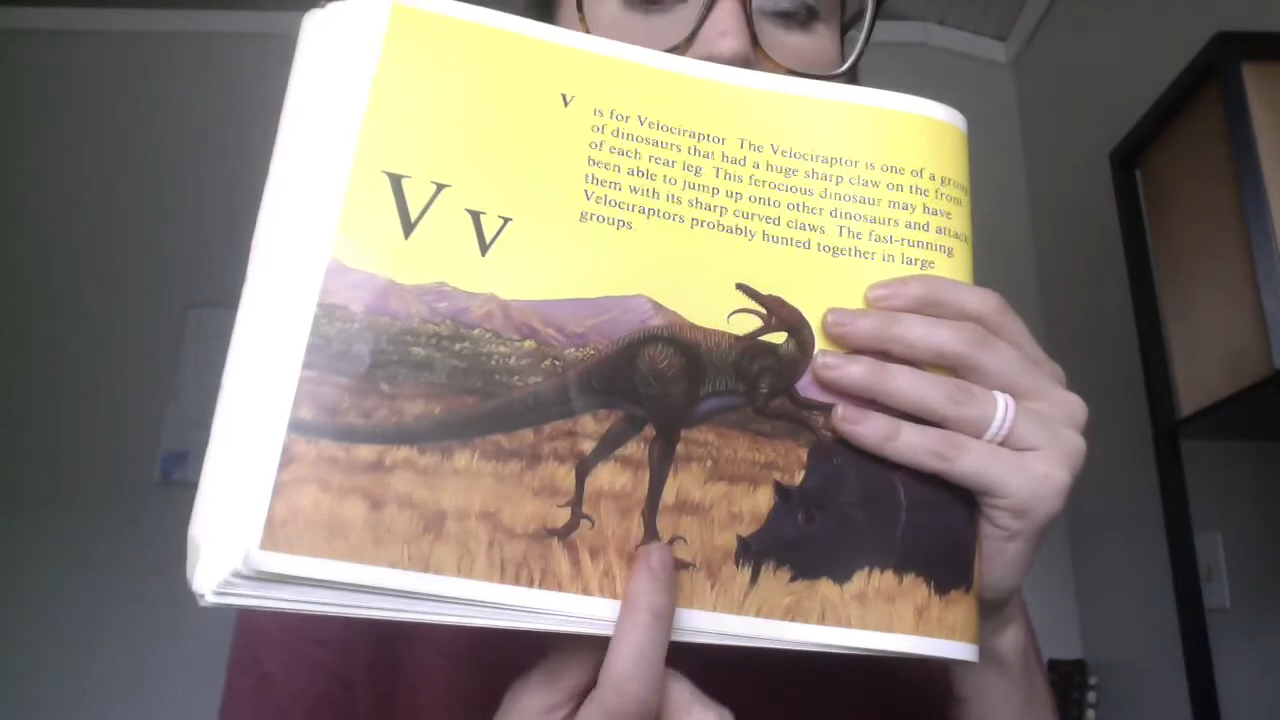 V is for Velociraptor. The Velociraptor is one of a group
of dinosaurs that had a huge sharp claw on the front
of each rear leg. This ferocious dinosaur may have
been able to jump up onto other dinosaurs and attack
them with its sharp curved claws. The fast-running
Velociraptors probably hunted together in large
groups.
V v